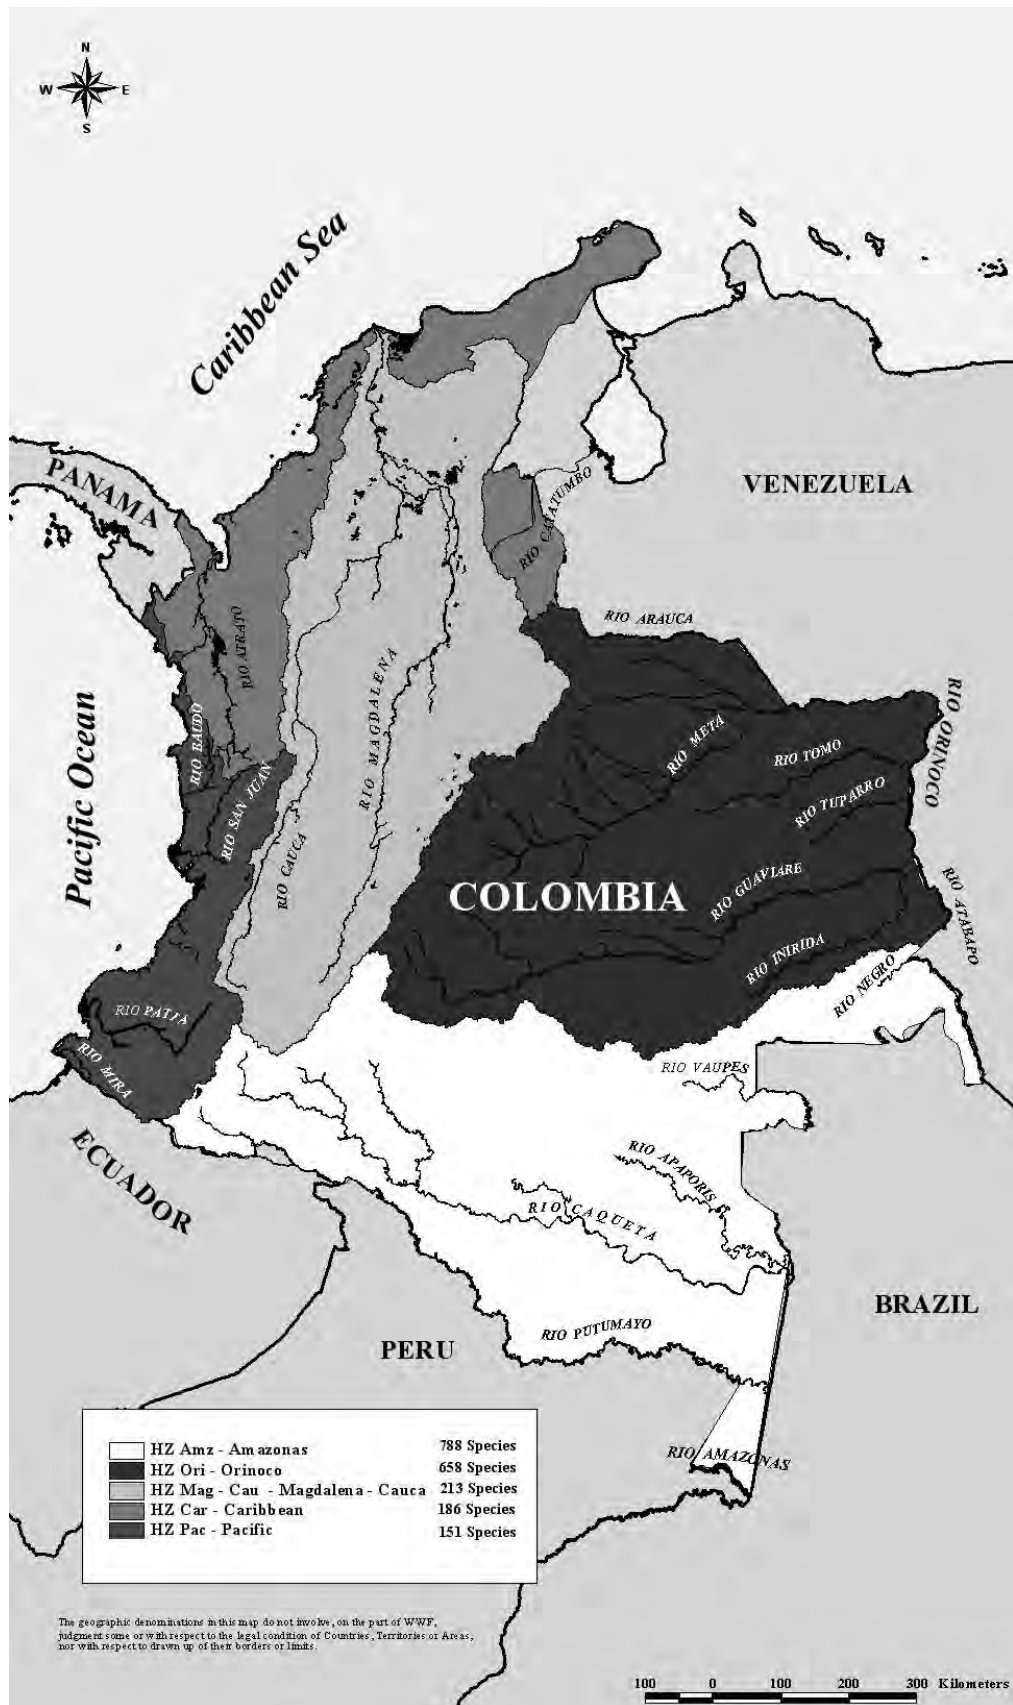 N
W E
S
Caribbean Sea
PANAMA
VENEZUELA
RIO CATATUMBO
RIO ARAUCA
RIO ATRATO
RIO MAGDALENA
RIO ORINOCO
Pacific Ocean
RIO BAUDO
RIO META
RIO TOMO
RIO TUPARRO
RIO SAN JUAN
RIO CAUCA
COLOMBIA
RIO GUAVIARE
RIO ATABAPO
RIO INIRIDA
RIO NEGRO
RIO PATIA
RIO MIRA
RIO VAUPES
ECUADOR
RIO APAPORIS
RIO CAQUETA
BRAZIL
RIO PUTUMAYO
PERU
RIO AMAZONAS
HZ Amz - Amazonas 788 Species
HZ Ori - Orinoco 658 Species
HZ Mag - Cau - Magdalena - Cauca 213 Species
HZ Car - Caribbean 186 Species
HZ Pac - Pacific 151 Species
The geographic denominations in this map do not involve, on the part of WWF,
judgment some or with respect to the legal condition of Countries, Territories or Areas,
nor with respect to drawn up of their borders or limits.
100 0 100 200 300 Kilometers